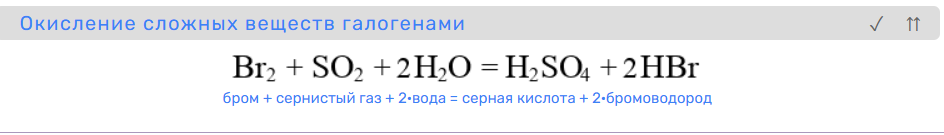 Окисление сложных веществ галогенами ✓ ⇈
Br₂ + SO₂ + 2H₂O = H₂SO₄ + 2HBr
бром + сернистый газ + 2·вода = серная кислота + 2·бромоводород